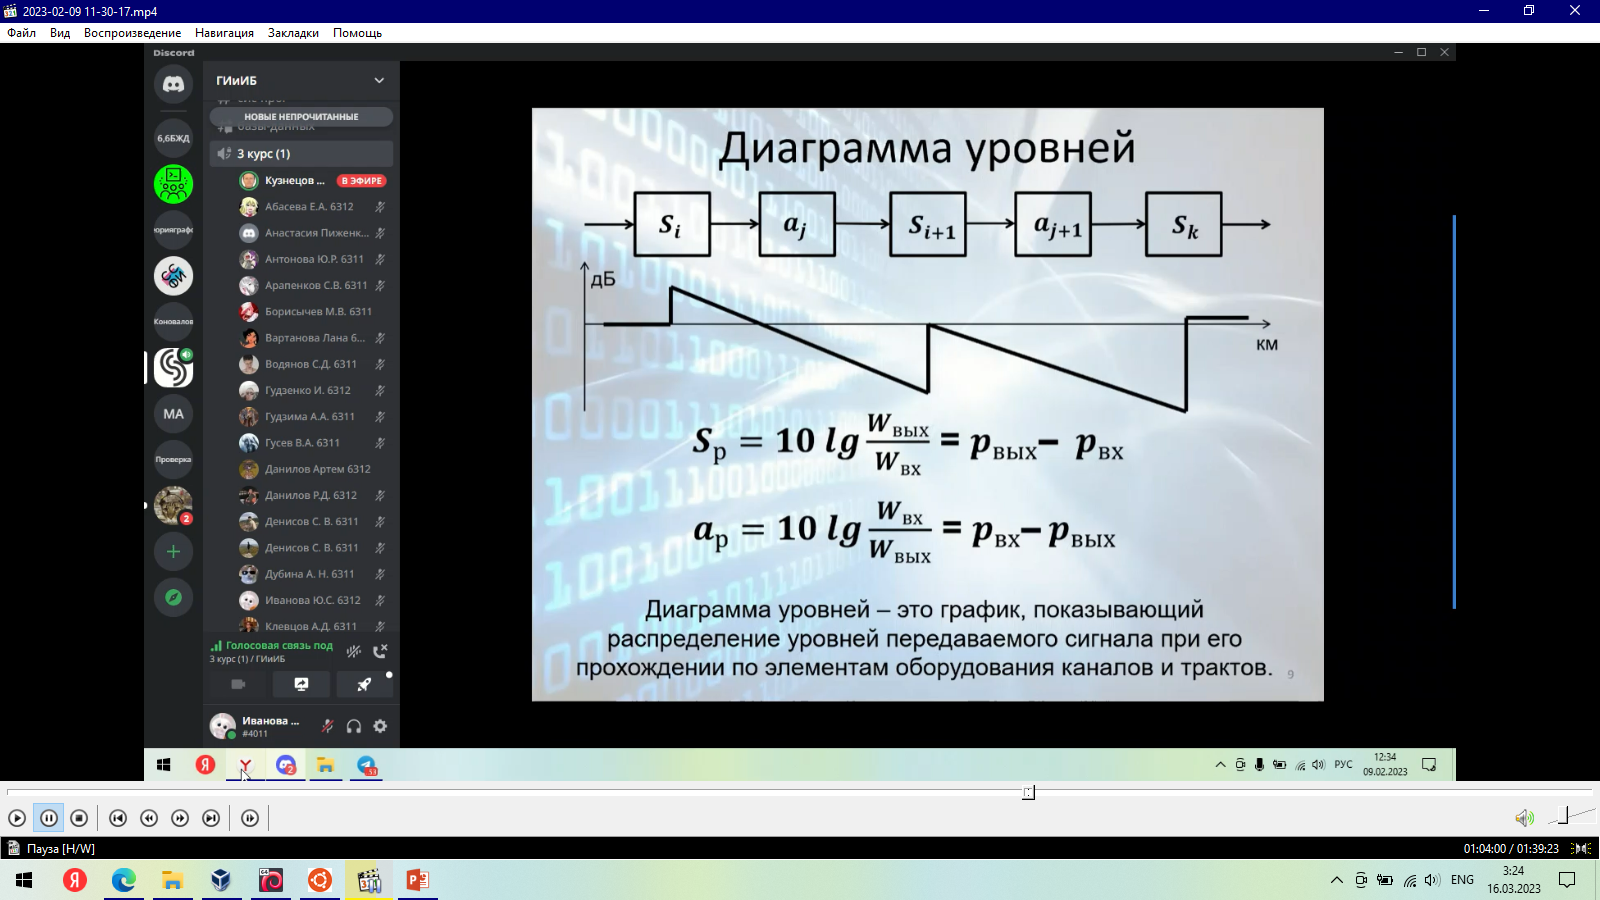 2023-02-09 11-30-17.mp4
Файл Вид Воспроизведение Навигация Закладки Помощь
Discord
ГИиИБ
НОВЫЕ НЕПРОЧИТАННЫЕ
базы-данных
3 курс (1)
Кузнецов ... В ЭФИРЕ
Абасева Е.А. 6312
Анастасия Пиженк...
Антонова Ю.Р. 6311
Арапенков С.В. 6311
Борисычев М.В. 6311
Вартанова Лана 6...
Водянов С.Д. 6311
Гудзенко И. 6312
Гудзима А.А. 6311
Гусев В.А. 6311
Данилов Артем 6312
Данилов Р.Д. 6312
Денисов С. В. 6311
Денисов С. В. 6311
Дубина А. Н. 6311
Иванова Ю.С. 6312
Клевцов А.Д. 6311
Голосовая связь под
3 курс (1) / ГИиИБ
Иванова ...
#4011
6,6БЖД
юрияграфо
Коновалов
МА
Проверка
2
Диаграмма уровней
S_i a_j S_{i+1} a_{j+1} S_k
дБ
км
S_р = 10 lg W_вых / W_вх = p_вых – p_вх
a_р = 10 lg W_вх / W_вых = p_вх – p_вых
Диаграмма уровней – это график, показывающий
распределение уровней передаваемого сигнала при его
прохождении по элементам оборудования каналов и трактов.
9
Я Y 2 53
РУС
12:34
09.02.2023
Пауза [H/W]
01:04:00 / 01:39:23
Я
ENG
3:24
16.03.2023